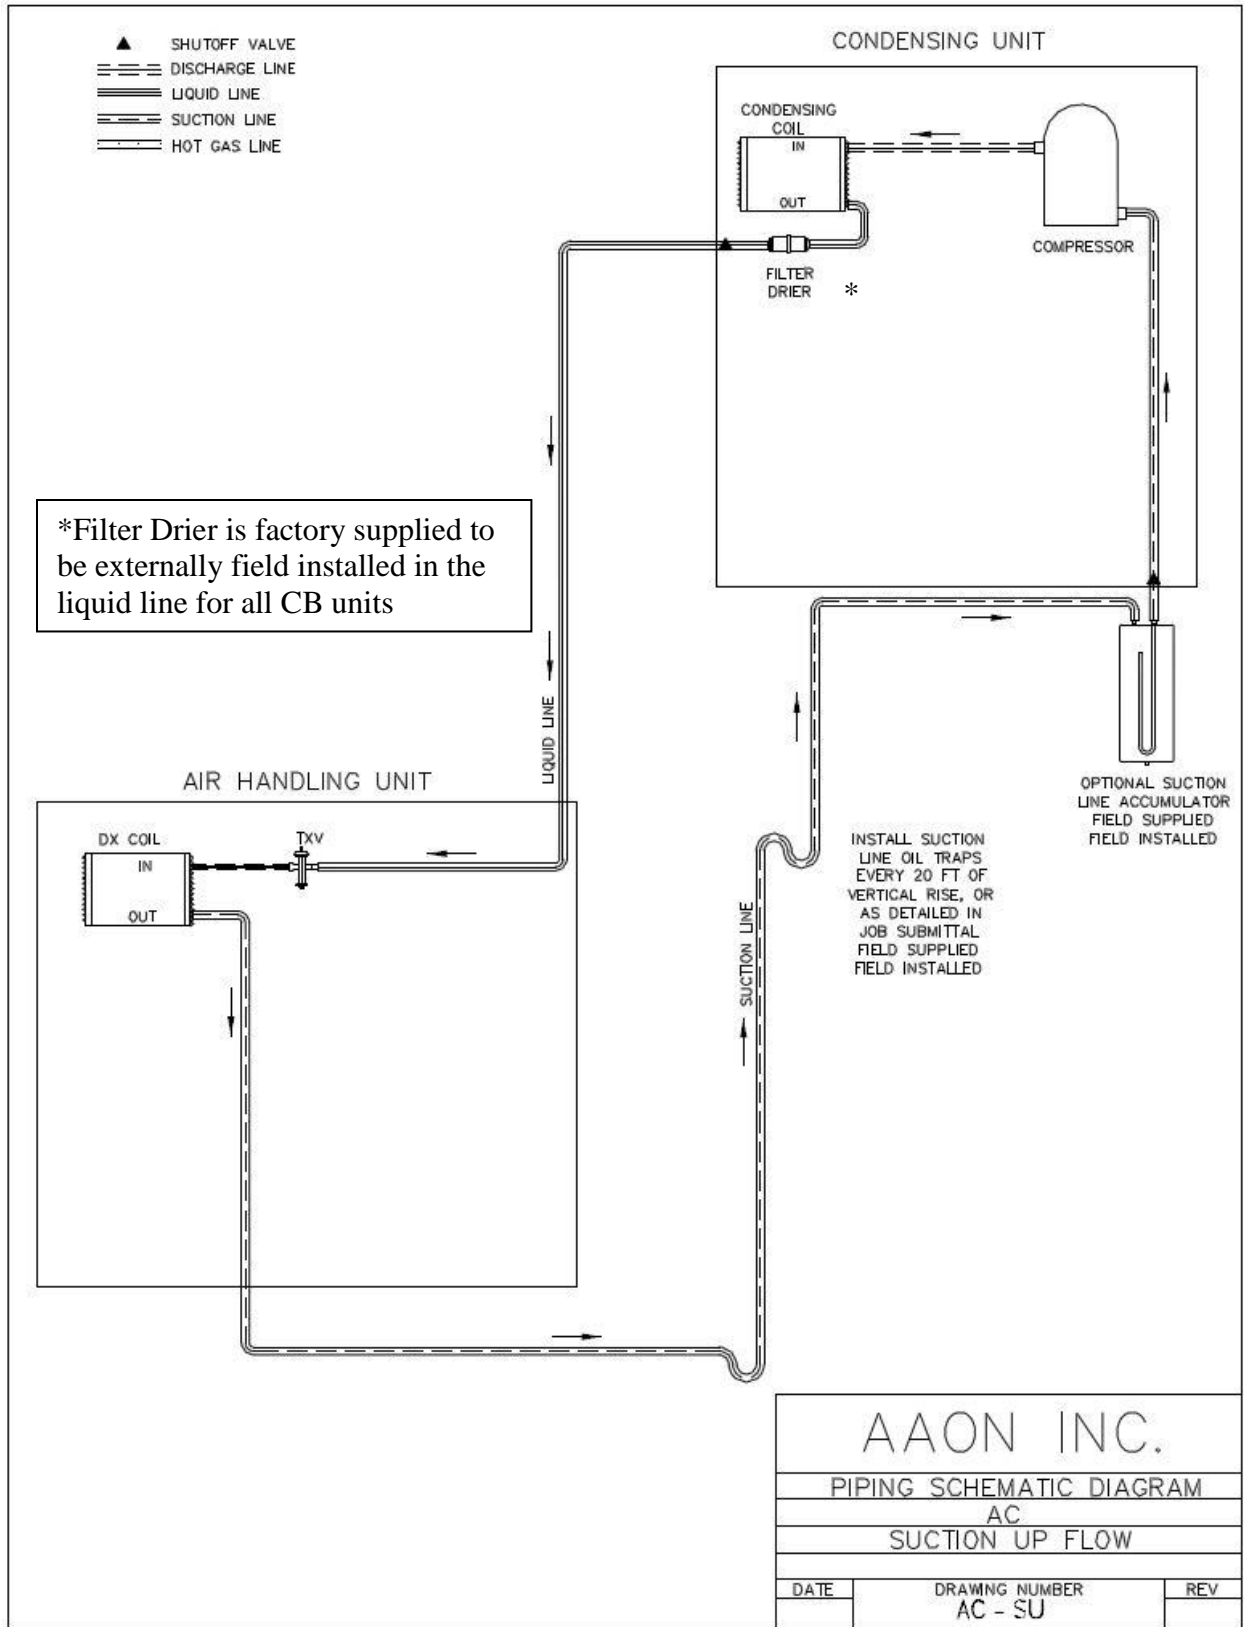 SHUTOFF VALVE
DISCHARGE LINE
LIQUID LINE
SUCTION LINE
HOT GAS LINE
CONDENSING UNIT
CONDENSING
COIL
IN
OUT
COMPRESSOR
FILTER
DRIER *
*Filter Drier is factory supplied to
be externally field installed in the
liquid line for all CB units
LIQUID LINE
AIR HANDLING UNIT
DX COIL
TXV
IN
OUT
OPTIONAL SUCTION
LINE ACCUMULATOR
FIELD SUPPLIED
FIELD INSTALLED
INSTALL SUCTION
LINE OIL TRAPS
EVERY 20 FT OF
VERTICAL RISE, OR
AS DETAILED IN
JOB SUBMITTAL
FIELD SUPPLIED
FIELD INSTALLED
SUCTION LINE
AAON INC.
PIPING SCHEMATIC DIAGRAM
AC
SUCTION UP FLOW
DATE
DRAWING NUMBER
AC - SU
REV